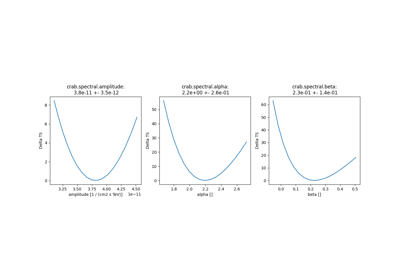 crab.spectral.amplitude:
3.8e-11 +- 3.5e-12
Delta TS
8
6
4
2
0
3.25 3.50 3.75 4.00 4.25 4.50
amplitude [1 / (cm2 s TeV)] 1e-11
crab.spectral.alpha:
2.2e+00 +- 2.6e-01
Delta TS
50
40
30
20
10
0
1.8 2.0 2.2 2.4 2.6
alpha []
crab.spectral.beta:
2.3e-01 +- 1.4e-01
Delta TS
60
50
40
30
20
10
0
0.0 0.1 0.2 0.3 0.4 0.5
beta []